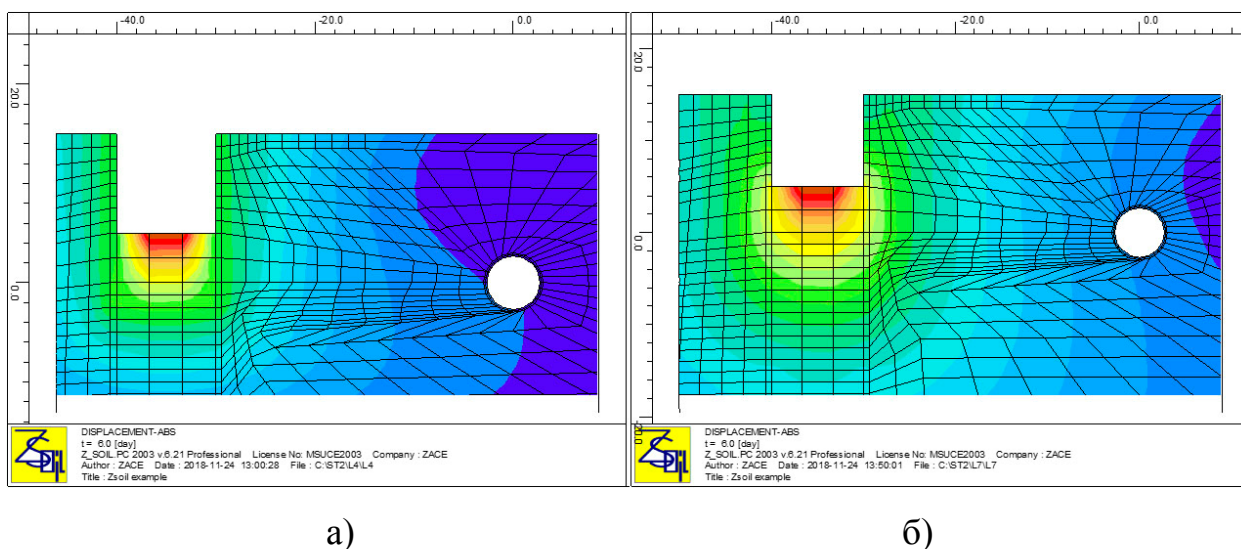 -40.0 -20.0 0.0
20.0
0.0
DISPLACEMENT-ABS
t = 6.0 [day]
Z_SOIL.PC 2003 v.6.21 Professional License No: MSUCE2003 Company : ZACE
Author : ZACE Date : 2018-11-24 13:00:28 File : C:\ST2\L4\L4
Title : Zsoil example
а)
-40.0 -20.0 0.0
20.0
0.0
-20.0
DISPLACEMENT-ABS
t = 6.0 [day]
Z_SOIL.PC 2003 v.6.21 Professional License No: MSUCE2003 Company : ZACE
Author : ZACE Date : 2018-11-24 13:50:01 File : C:\ST2\L7\L7
Title : Zsoil example
б)